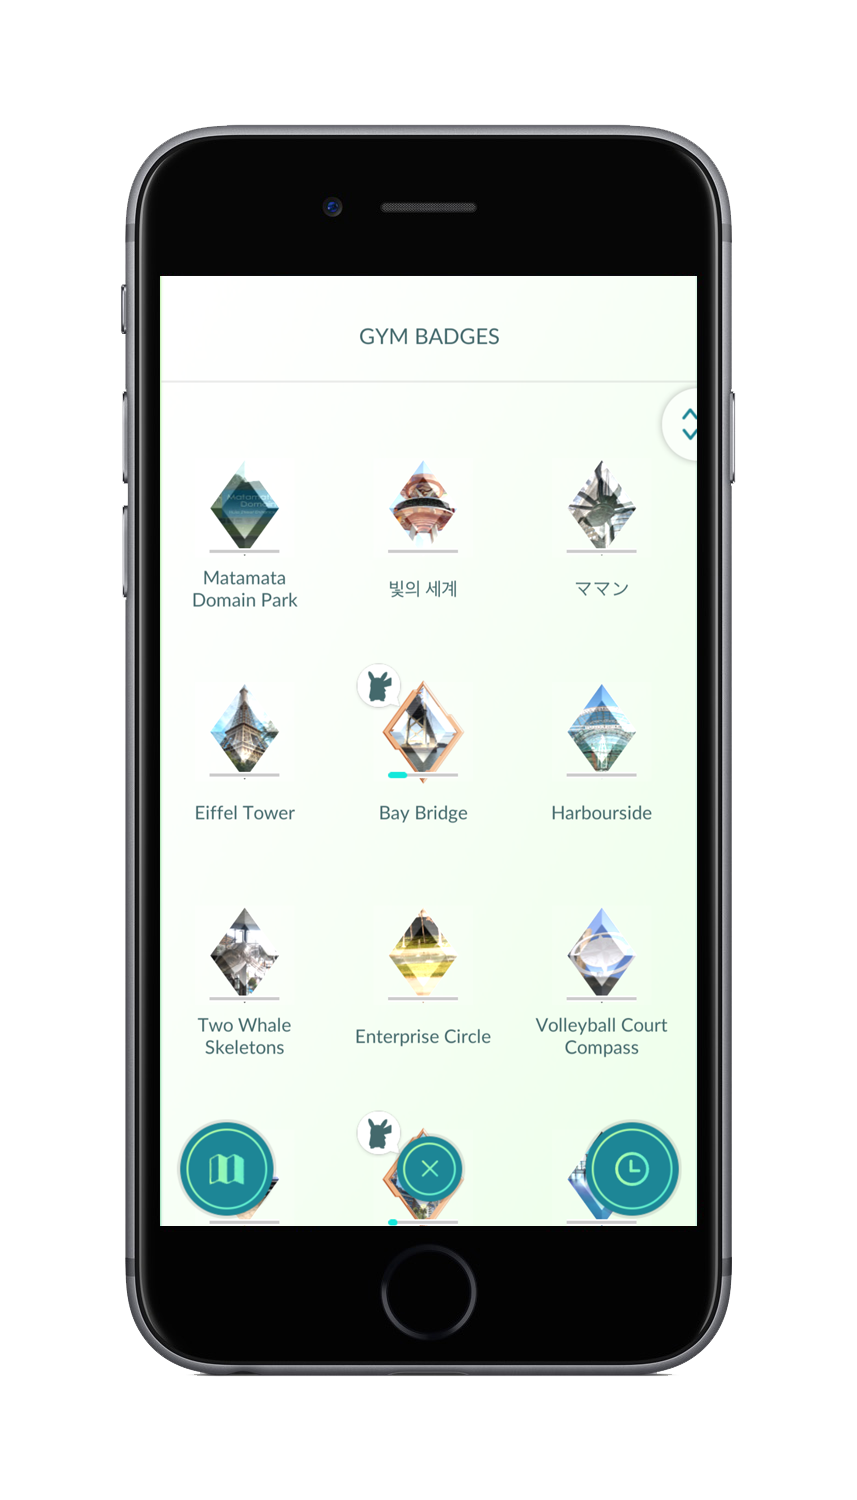 GYM BADGES
Matamata
Domain Park
빛의 세계
ママン
Eiffel Tower
Bay Bridge
Harbourside
Two Whale
Skeletons
Enterprise Circle
Volleyball Court
Compass